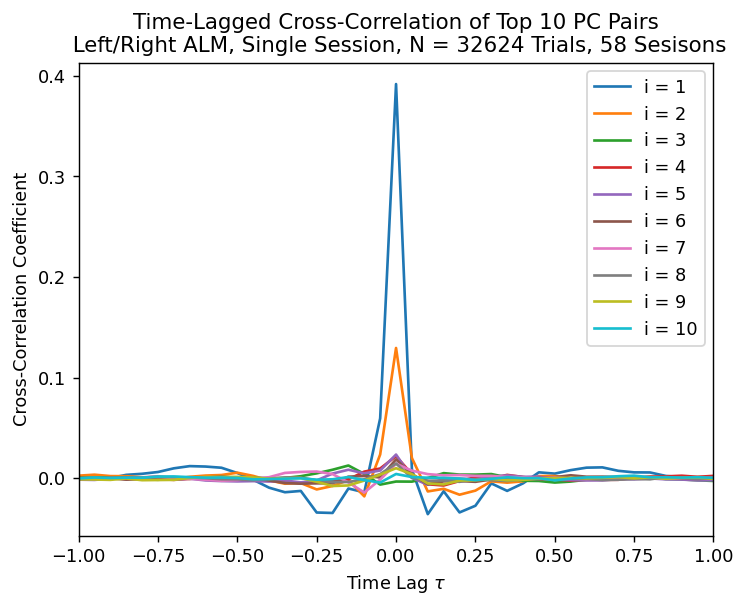 Time-Lagged Cross-Correlation of Top 10 PC Pairs
Left/Right ALM, Single Session, N = 32624 Trials, 58 Sesisons
Cross-Correlation Coefficient
0.4
0.3
0.2
0.1
0.0
i = 1
i = 2
i = 3
i = 4
i = 5
i = 6
i = 7
i = 8
i = 9
i = 10
−1.00 −0.75 −0.50 −0.25 0.00 0.25 0.50 0.75 1.00
Time Lag τ